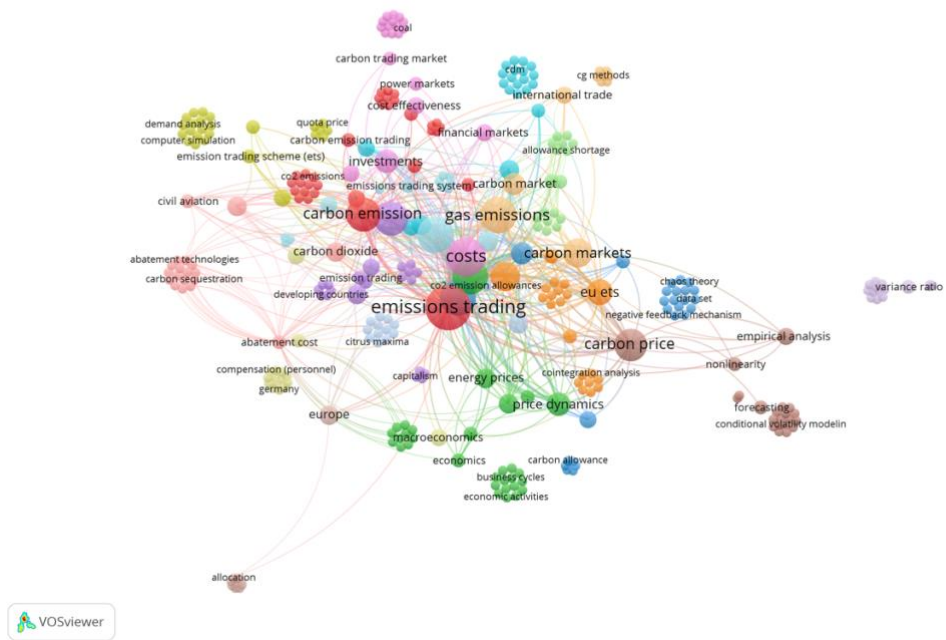 coal
carbon trading market
cdm
cg methods
power markets
international trade
cost effectiveness
demand analysis
quota price
financial markets
computer simulation
carbon emission trading
allowance shortage
emission trading scheme (ets)
investments
co2 emissions
emissions trading system
carbon market
civil aviation
carbon emission
gas emissions
carbon dioxide
costs
carbon markets
abatement technologies
carbon sequestration
emission trading
co2 emission allowances
chaos theory
variance ratio
developing countries
eu ets
data set
emissions trading
negative feedback mechanism
abatement cost
citrus maxima
carbon price
empirical analysis
compensation (personnel)
capitalism
energy prices
cointegration analysis
nonlinearity
germany
europe
price dynamics
forecasting
macroeconomics
conditional volatility modelin
economics
carbon allowance
business cycles
economic activities
allocation
VOSviewer